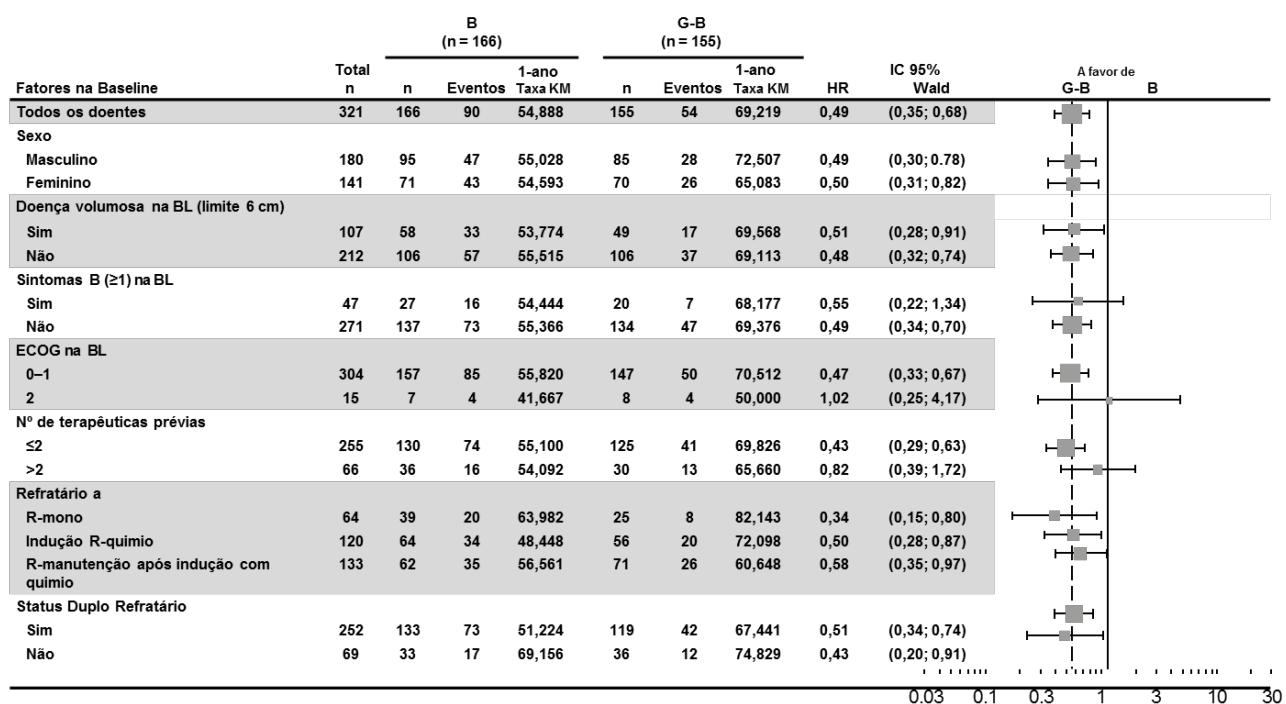 B G-B
(n = 166) (n = 155)
Total 1-ano 1-ano IC 95% A favor de
Fatores na Baseline n n Eventos Taxa KM n Eventos Taxa KM HR Wald G-B B
Todos os doentes 321 166 90 54,888 155 54 69,219 0,49 (0,35; 0,68)
Sexo
Masculino 180 95 47 55,028 85 28 72,507 0,49 (0,30; 0.78)
Feminino 141 71 43 54,593 70 26 65,083 0,50 (0,31; 0,82)
Doença volumosa na BL (limite 6 cm)
Sim 107 58 33 53,774 49 17 69,568 0,51 (0,28; 0,91)
Não 212 106 57 55,515 106 37 69,113 0,48 (0,32; 0,74)
Sintomas B (≥1) na BL
Sim 47 27 16 54,444 20 7 68,177 0,55 (0,22; 1,34)
Não 271 137 73 55,366 134 47 69,376 0,49 (0,34; 0,70)
ECOG na BL
0–1 304 157 85 55,820 147 50 70,512 0,47 (0,33; 0,67)
2 15 7 4 41,667 8 4 50,000 1,02 (0,25; 4,17)
Nº de terapêuticas prévias
≤2 255 130 74 55,100 125 41 69,826 0,43 (0,29; 0,63)
>2 66 36 16 54,092 30 13 65,660 0,82 (0,39; 1,72)
Refratário a
R-mono 64 39 20 63,982 25 8 82,143 0,34 (0,15; 0,80)
Indução R-quimio 120 64 34 48,448 56 20 72,098 0,50 (0,28; 0,87)
R-manutenção após indução com 133 62 35 56,561 71 26 60,648 0,58 (0,35; 0,97)
quimio
Status Duplo Refratário
Sim 252 133 73 51,224 119 42 67,441 0,51 (0,34; 0,74)
Não 69 33 17 69,156 36 12 74,829 0,43 (0,20; 0,91)
0.03 0.1 0.3 1 3 10 30